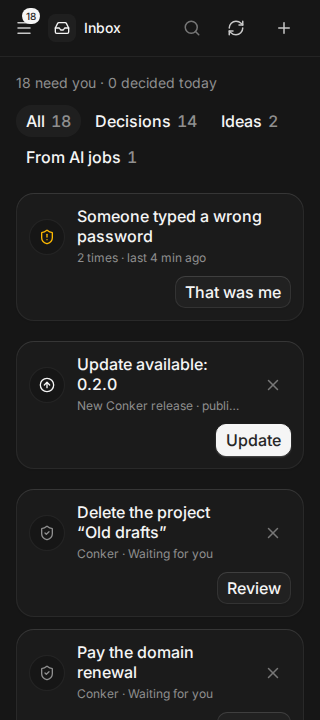 18
Inbox
18 need you · 0 decided today
All 18
Decisions 14
Ideas 2
From AI jobs 1
Someone typed a wrong
password
2 times · last 4 min ago
That was me
Update available:
0.2.0
New Conker release · publi...
Update
Delete the project
“Old drafts”
Conker · Waiting for you
Review
Pay the domain
renewal
Conker · Waiting for you